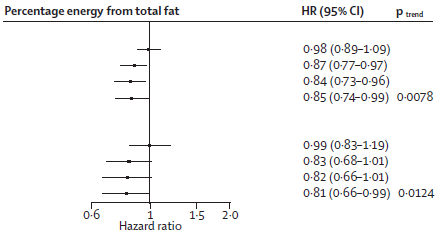 Percentage energy from total fat HR (95% CI) p trend
0·98 (0·89–1·09)
0·87 (0·77–0·97)
0·84 (0·73–0·96)
0·85 (0·74–0·99) 0·0078
0·99 (0·83–1·19)
0·83 (0·68–1·01)
0·82 (0·66–1·01)
0·81 (0·66–0·99) 0·0124
0·6 1 1·5 2·0
Hazard ratio